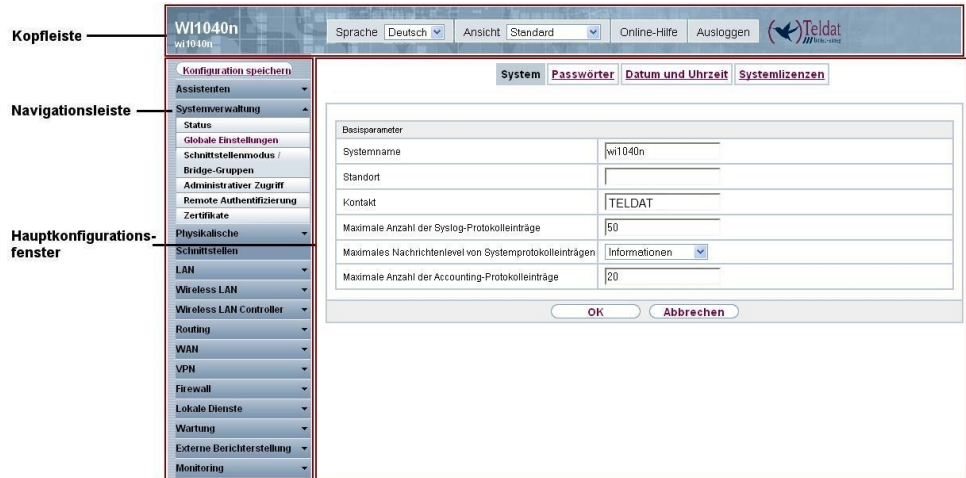 Kopfleiste
WI1040n
wi1040n
Sprache Deutsch Ansicht Standard Online-Hilfe Ausloggen Teldat
Konfiguration speichern
System Passwörter Datum und Uhrzeit Systemlizenzen
Assistenten
Navigationsleiste
Systemverwaltung
Status
Globale Einstellungen
Schnittstellenmodus /
Bridge-Gruppen
Administrativer Zugriff
Remote Authentifizierung
Zertifikate
Basisparameter
Systemname wi1040n
Standort
Kontakt TELDAT
Maximale Anzahl der Syslog-Protokolleinträge 50
Maximales Nachrichtenlevel von Systemprotokolleinträgen Informationen
Maximale Anzahl der Accounting-Protokolleinträge 20
OK Abbrechen
Hauptkonfigurations-
fenster
Physikalische
Schnittstellen
LAN
Wireless LAN
Wireless LAN Controller
Routing
WAN
VPN
Firewall
Lokale Dienste
Wartung
Externe Berichterstellung
Monitoring